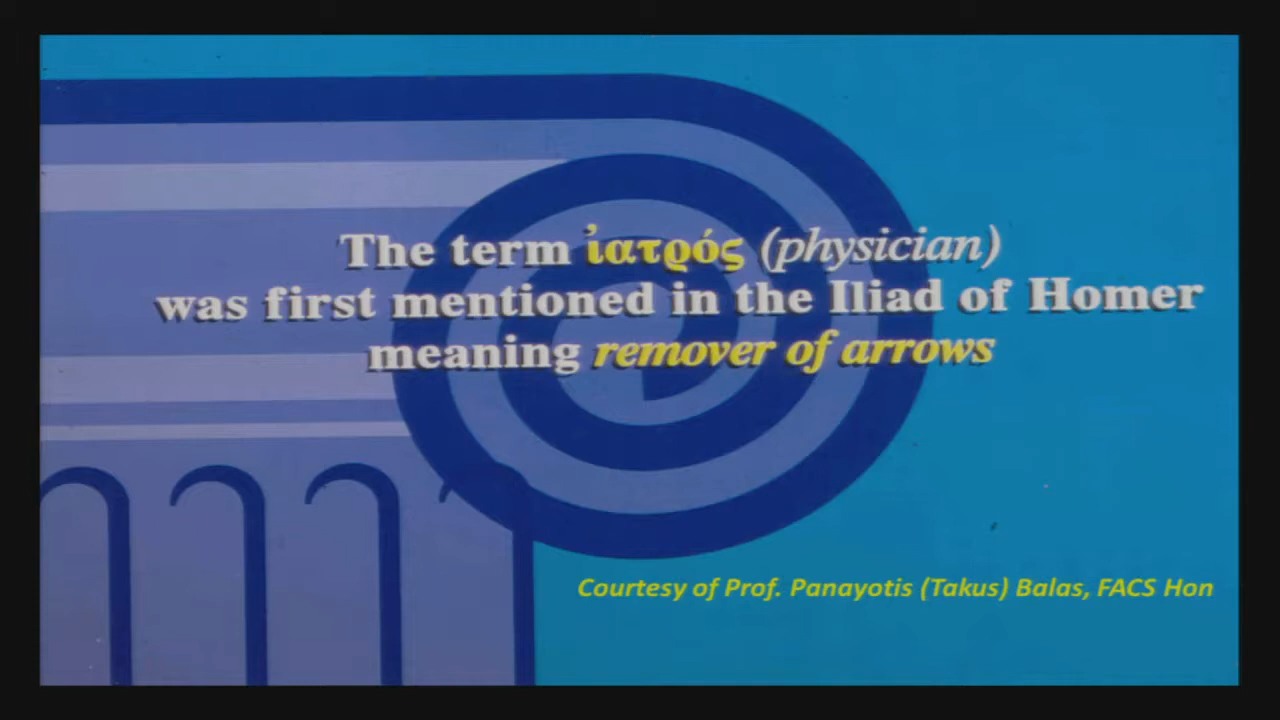 The term ἰατρός (physician)
was first mentioned in the Iliad of Homer
meaning remover of arrows
Courtesy of Prof. Panayotis (Takus) Balas, FACS Hon